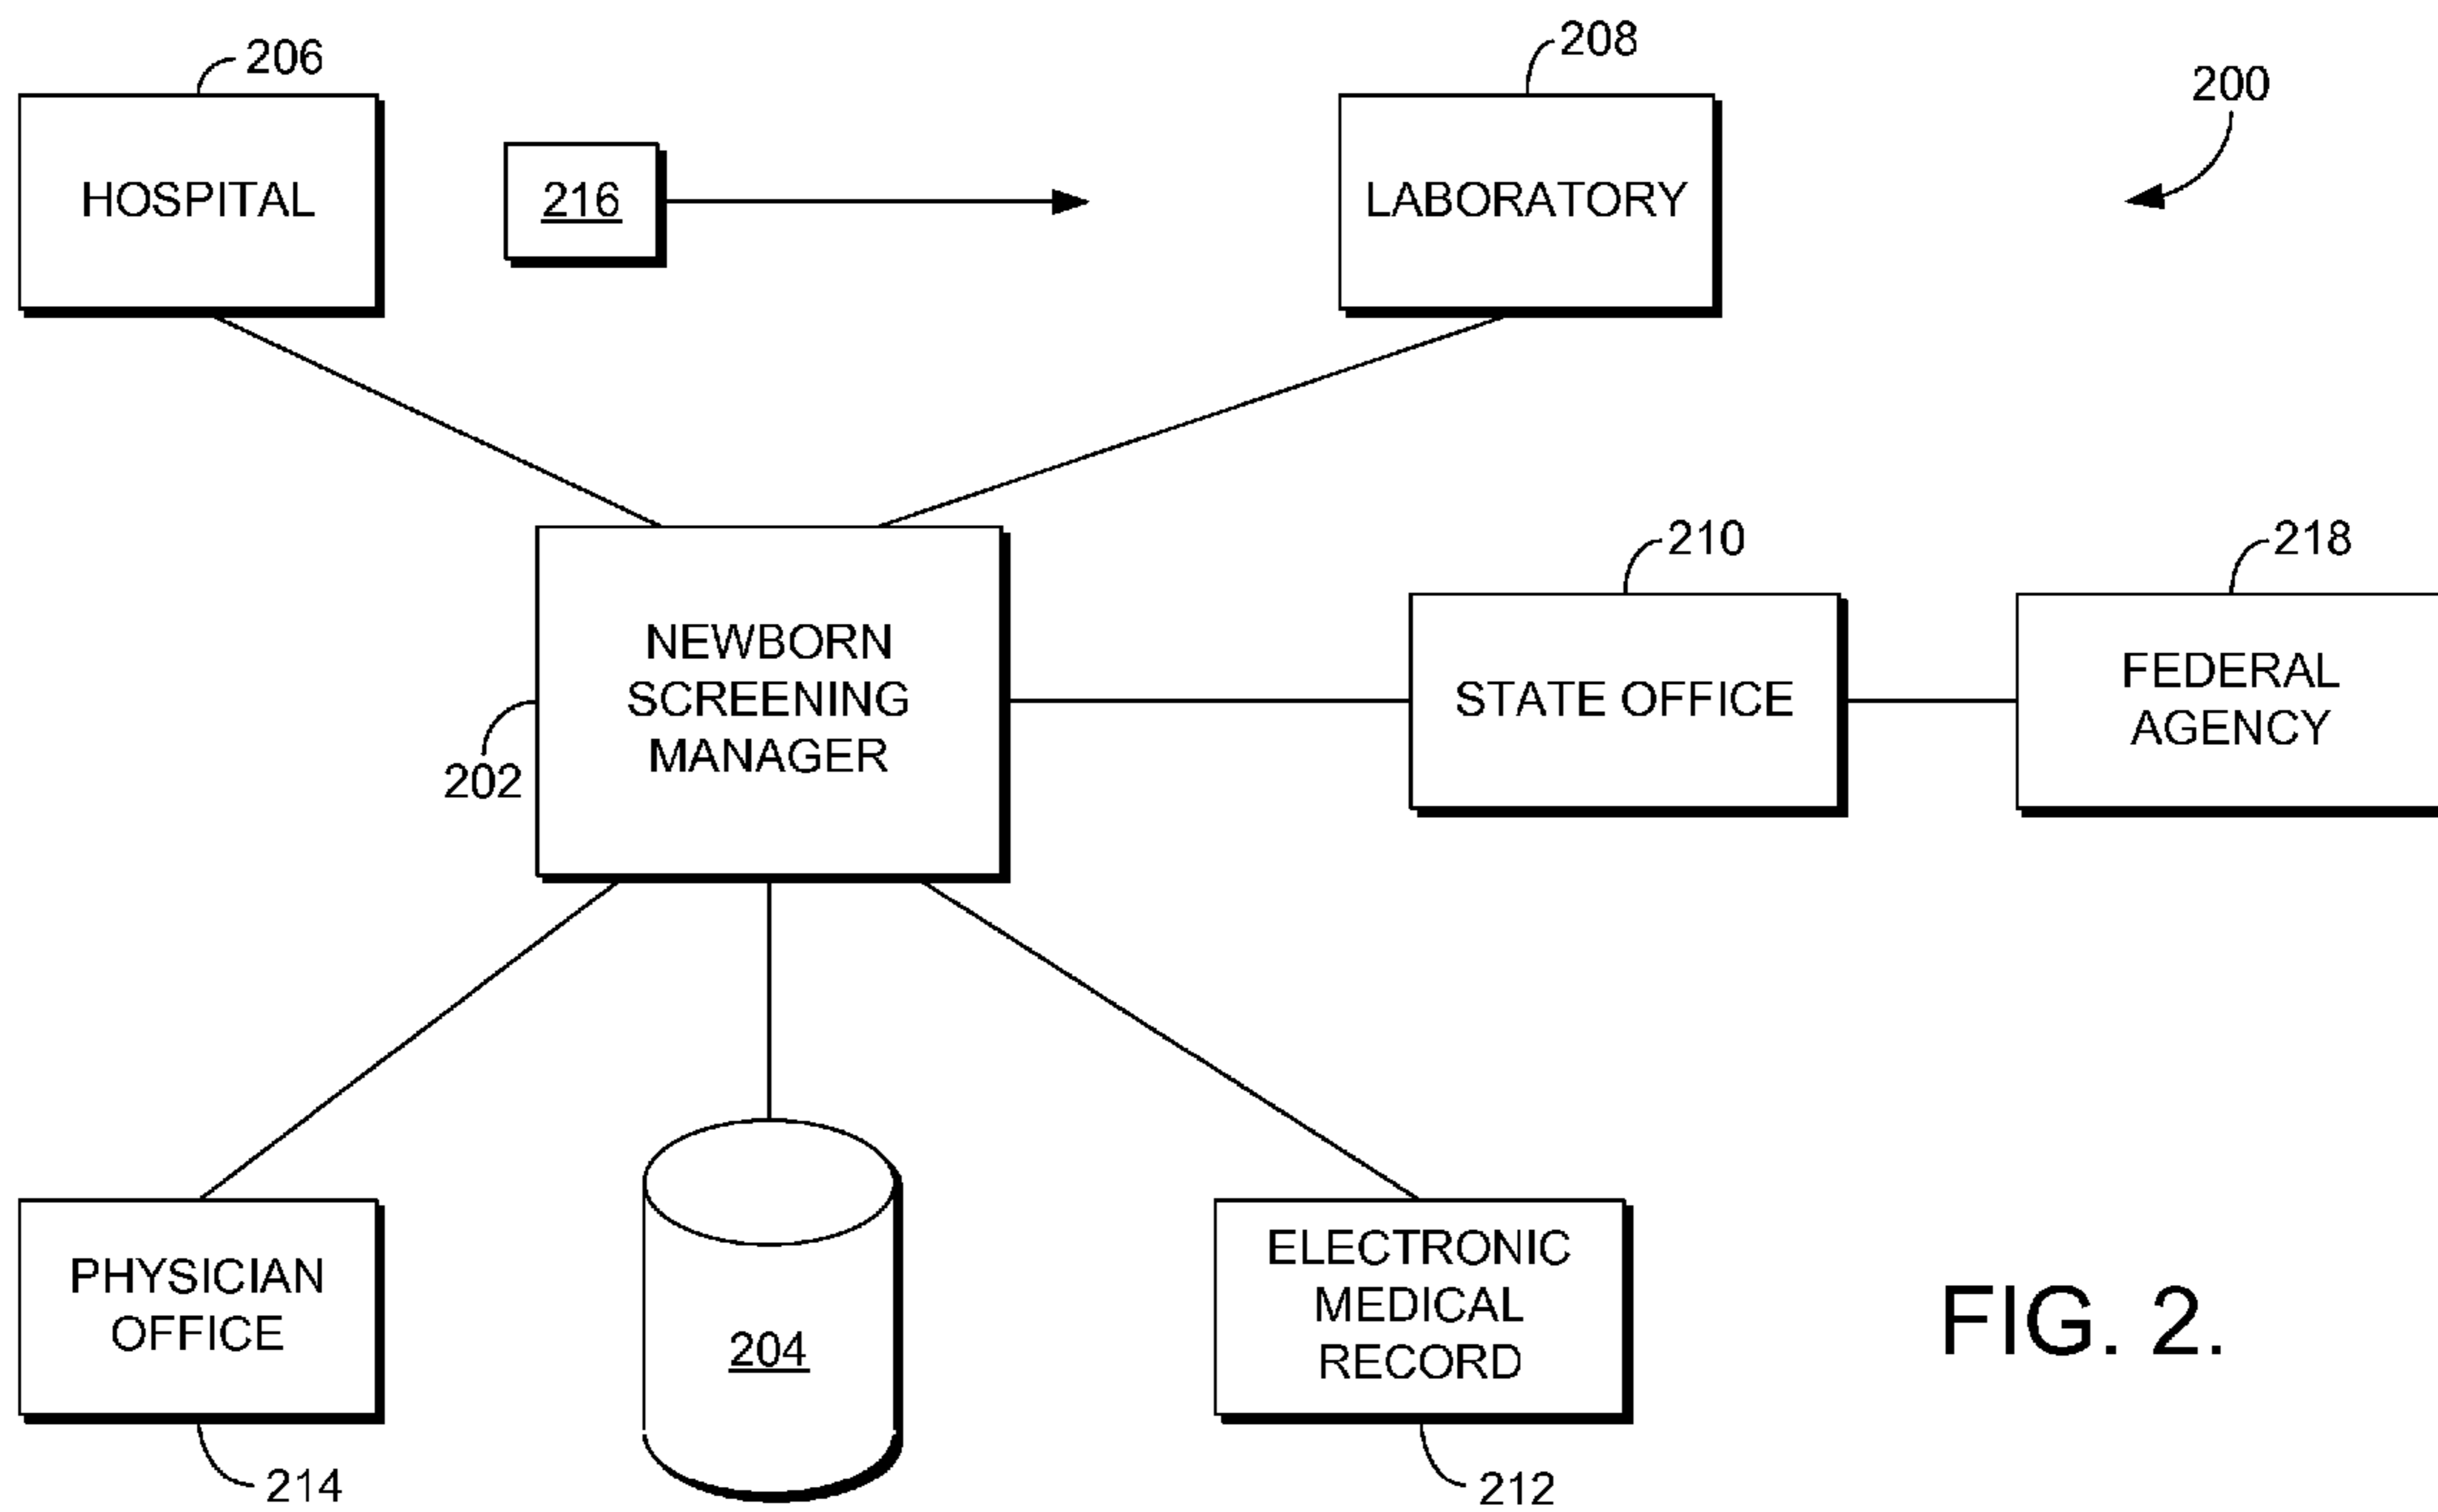 206
208
200
HOSPITAL
216
LABORATORY
210
218
NEWBORN
SCREENING
MANAGER
202
STATE OFFICE
FEDERAL
AGENCY
PHYSICIAN
OFFICE
214
204
ELECTRONIC
MEDICAL
RECORD
212
FIG. 2.